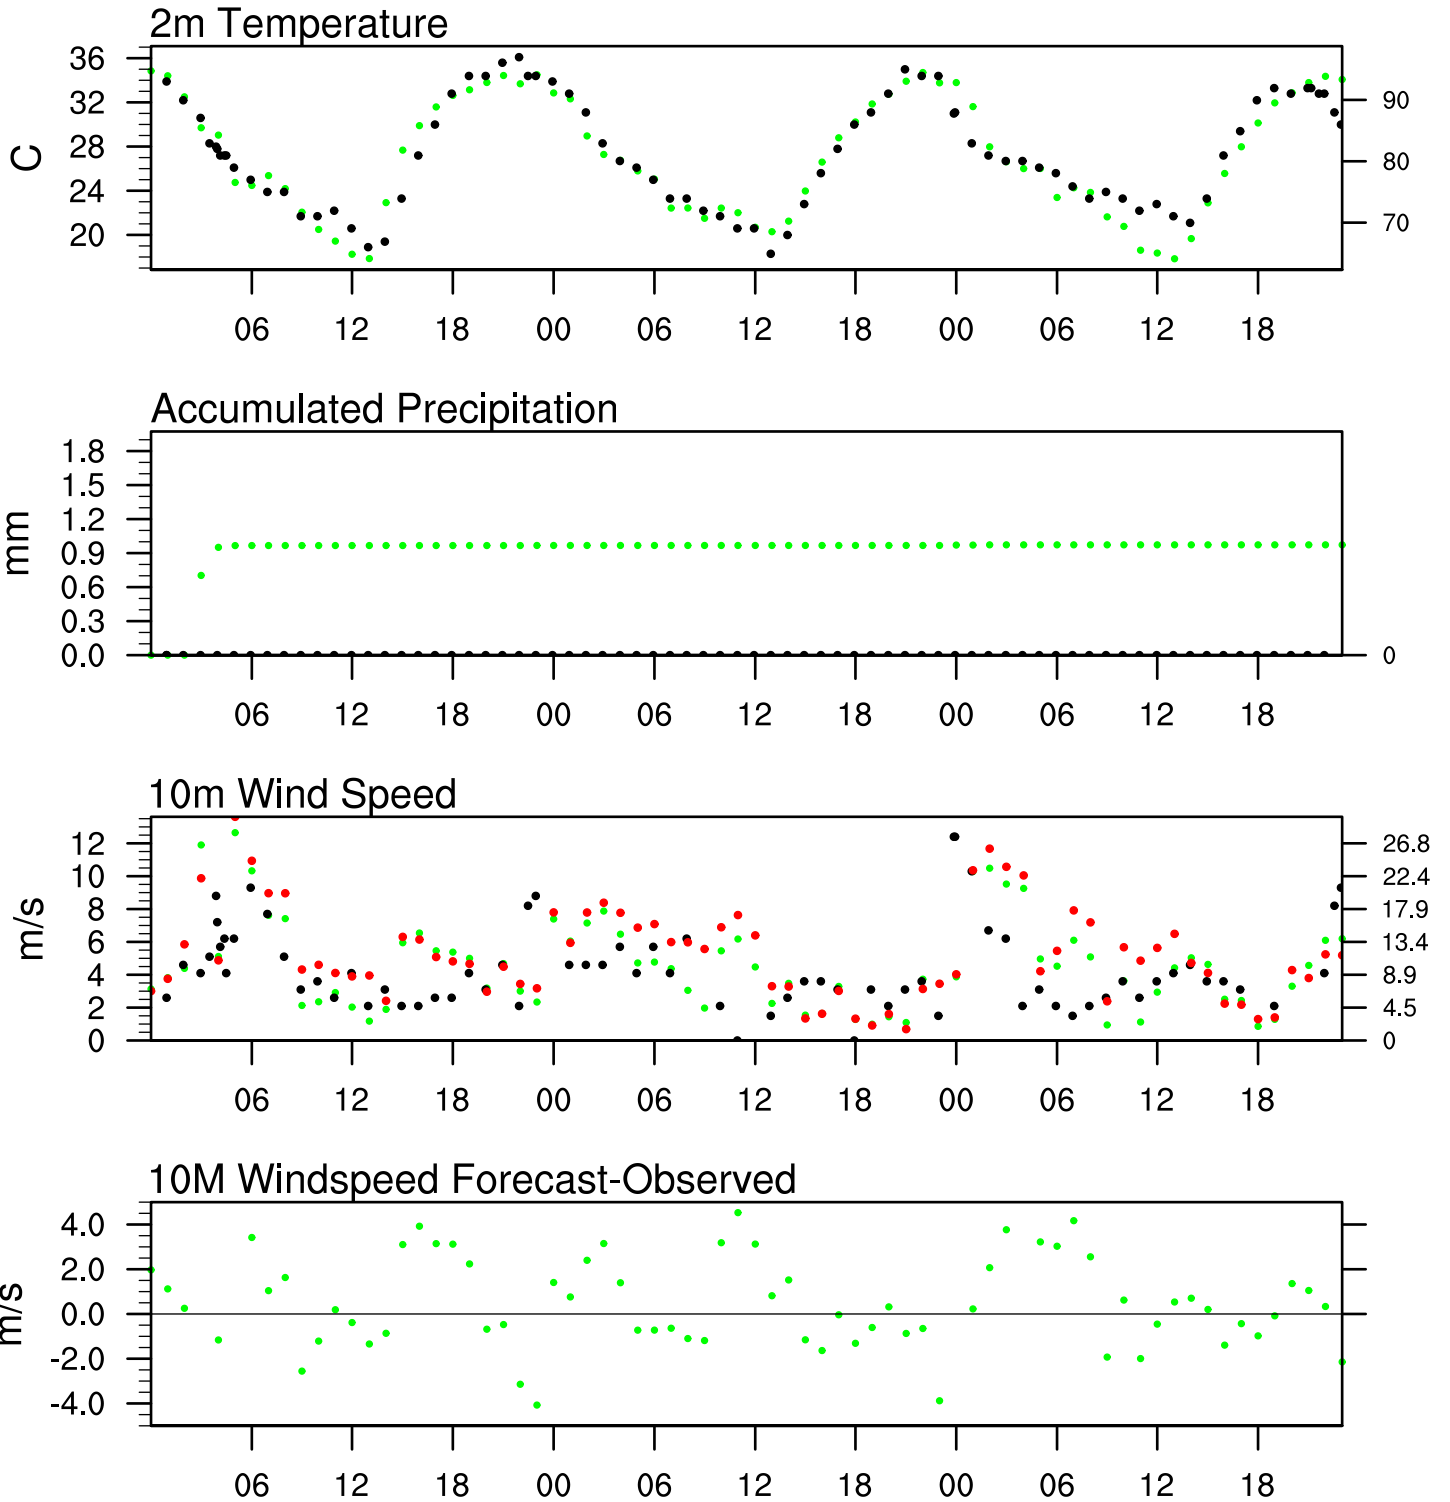 2m Temperature
36
32
28
24
20
C
90
80
70
06 12 18 00 06 12 18 00 06 12 18
Accumulated Precipitation
1.8
1.5
1.2
0.9
0.6
0.3
0.0
mm
0
06 12 18 00 06 12 18 00 06 12 18
10m Wind Speed
12
10
8
6
4
2
0
m/s
26.8
22.4
17.9
13.4
8.9
4.5
0
06 12 18 00 06 12 18 00 06 12 18
10M Windspeed Forecast-Observed
4.0
2.0
0.0
-2.0
-4.0
m/s
06 12 18 00 06 12 18 00 06 12 18